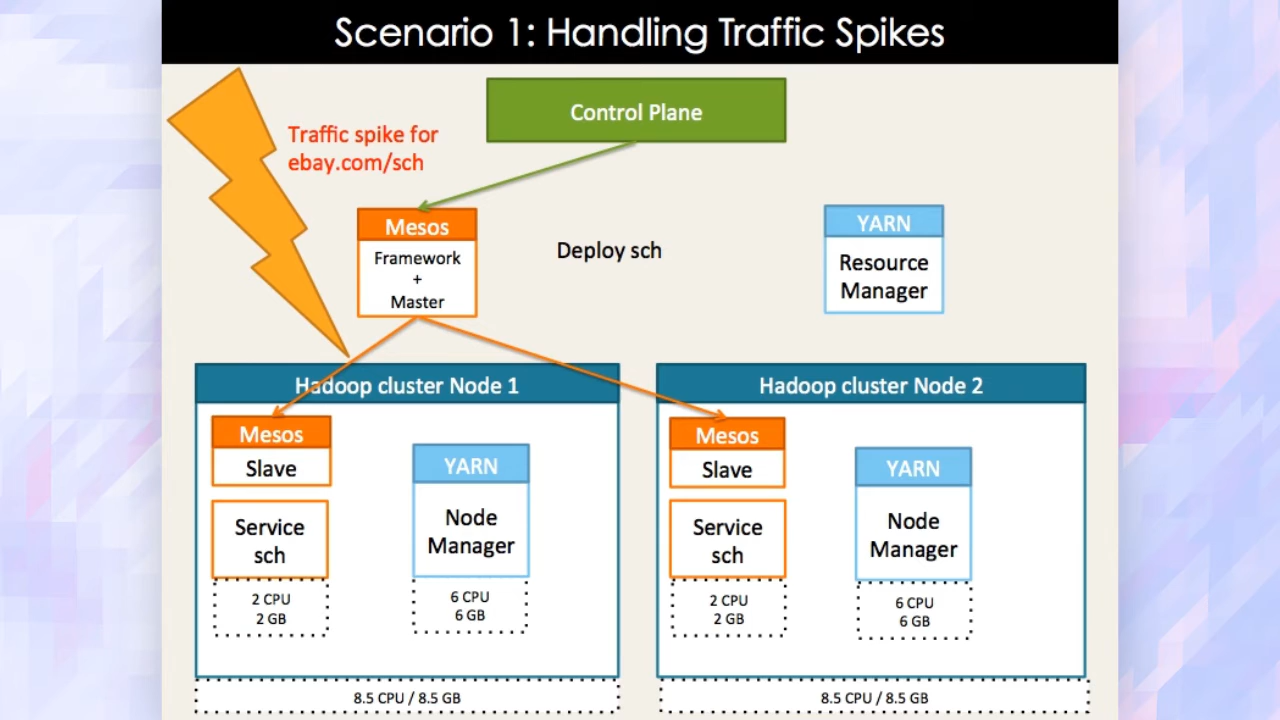 Scenario 1: Handling Traffic Spikes
Control Plane
Traffic spike for
ebay.com/sch
Mesos
Framework
+
Master
Deploy sch
YARN
Resource
Manager
Hadoop cluster Node 1
Mesos
Slave
Service
sch
2 CPU
2 GB
YARN
Node
Manager
6 CPU
6 GB
8.5 CPU / 8.5 GB
Hadoop cluster Node 2
Mesos
Slave
Service
sch
2 CPU
2 GB
YARN
Node
Manager
6 CPU
6 GB
8.5 CPU / 8.5 GB